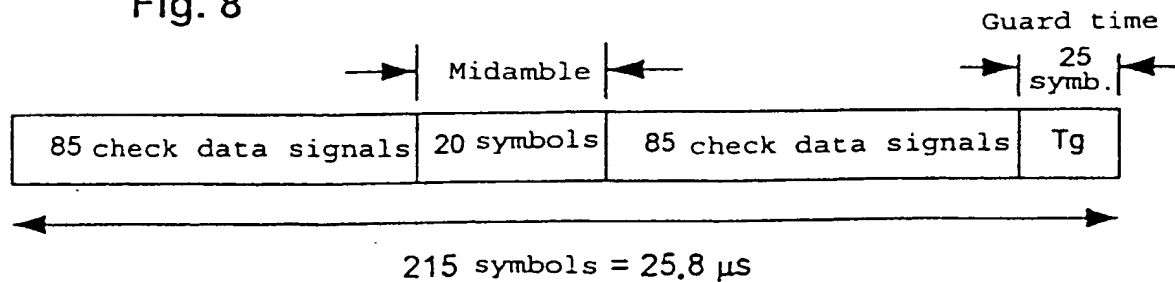 Fig. 8
Guard time
Midamble
25
symb.
85 check data signals
20 symbols
85 check data signals
Tg
215 symbols = 25.8 µs